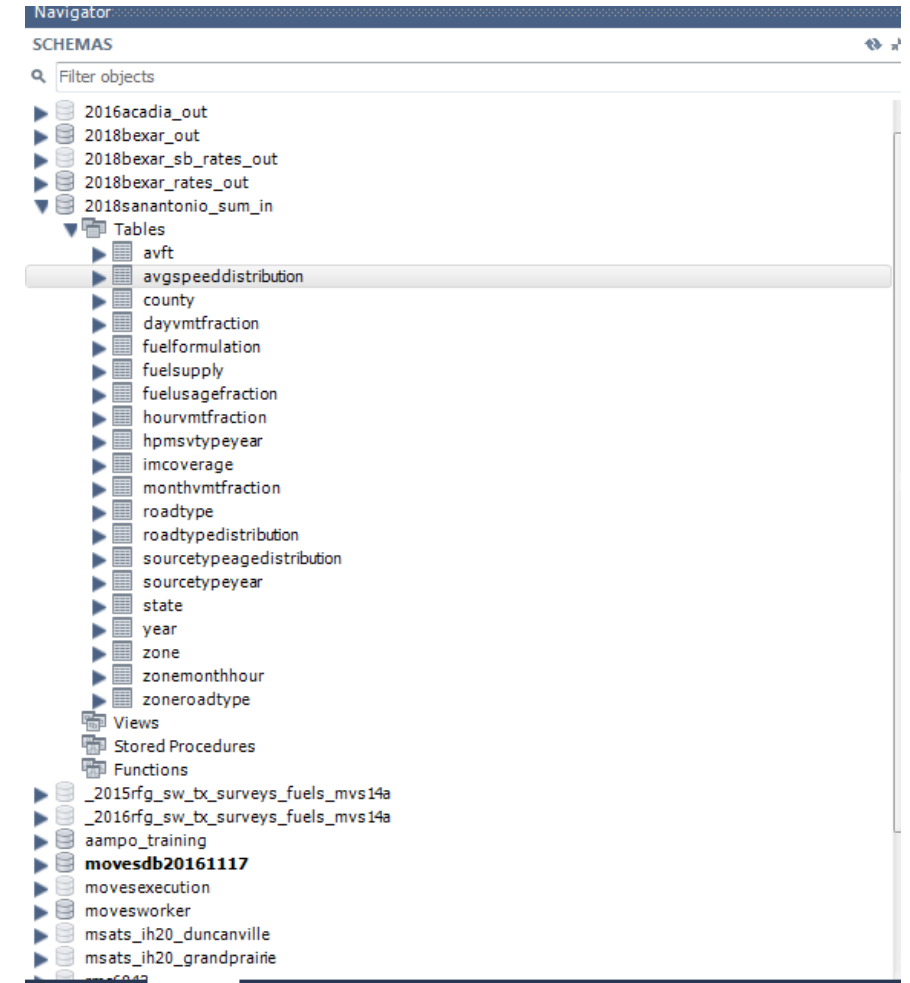 Navigator
SCHEMAS
Filter objects
2016acadia_out
2018bexar_out
2018bexar_sb_rates_out
2018bexar_rates_out
2018sanantonio_sum_in
Tables
avft
avgspeeddistribution
county
dayvmtfraction
fuelformulation
fuelsupply
fuelusagefraction
hourvmtfraction
hpmsvtypeyear
imcoverage
monthvmtfraction
roadtype
roadtypedistribution
sourcetypeagedistribution
sourcetypeyear
state
year
zone
zonemonthhour
zoneroadtype
Views
Stored Procedures
Functions
_2015rfg_sw_tx_surveys_fuels_mvs14a
_2016rfg_sw_tx_surveys_fuels_mvs14a
aampo_training
movesdb20161117
movesexecution
movesworker
msats_ih20_duncanville
msats_ih20_grandprairie